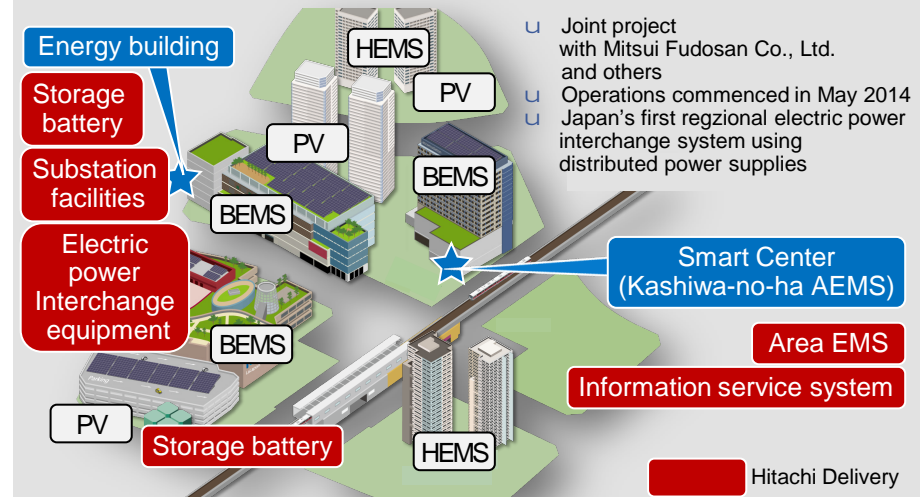 Energy building
Storage
battery
Substation
facilities
Electric
power
Interchange
equipment
HEMS
PV
PV
BEMS
BEMS
BEMS
PV
Storage battery
HEMS
u Joint project
with Mitsui Fudosan Co., Ltd.
and others
u Operations commenced in May 2014
u Japan's first regzional electric power
interchange system using
distributed power supplies
Smart Center
(Kashiwa-no-ha AEMS)
Area EMS
Information service system
Hitachi Delivery